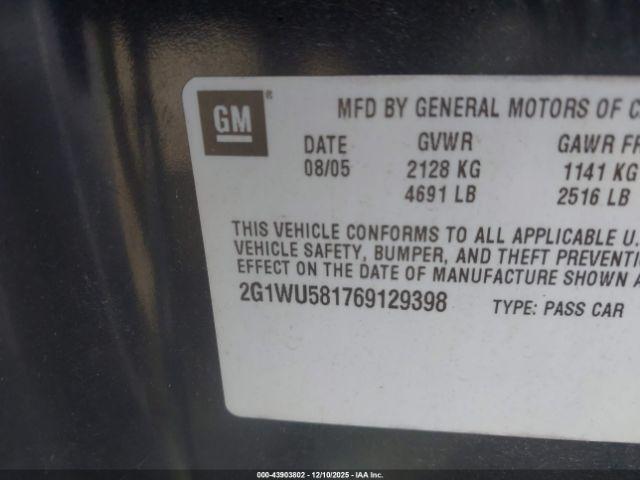 GM ®
MFD BY GENERAL MOTORS OF
DATE GVWR GAWR
08/05 2128 KG 1141 KG
4691 LB 2516 LB
THIS VEHICLE CONFORMS TO ALL APPLICABLE U.
VEHICLE SAFETY, BUMPER, AND THEFT
EFFECT ON THE DATE OF MANUFACTURE SHOWN
2G1WU581769129398 TYPE: PASS CAR
000-43903802 - 12/10/2025 - IAA Inc.